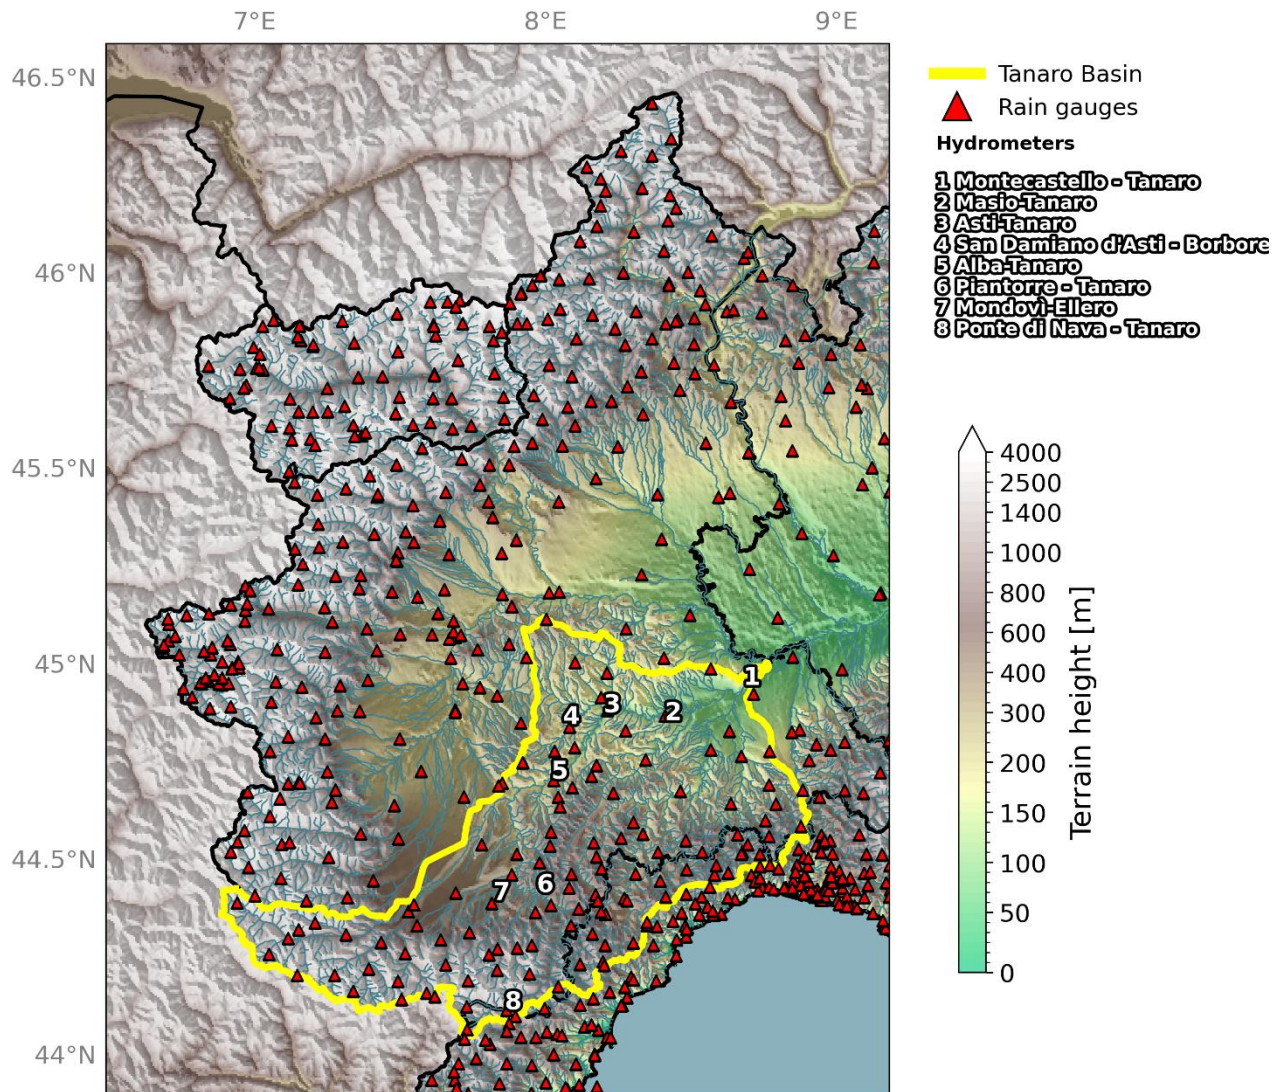 7°E 8°E 9°E
46.5°N
46°N
45.5°N
45°N
44.5°N
44°N
Tanaro Basin
Rain gauges
Hydrometers
1 Montecastello - Tanaro
2 Masio-Tanaro
3 Asti-Tanaro
4 San Damiano d'Asti - Borbore
5 Alba-Tanaro
6 Piantorre - Tanaro
7 Mondovì-Ellero
8 Ponte di Nava - Tanaro
1
3
2
4
5
6
7
8
4000
2500
1400
1000
800
600
400
300
200
150
100
50
0
Terrain height [m]